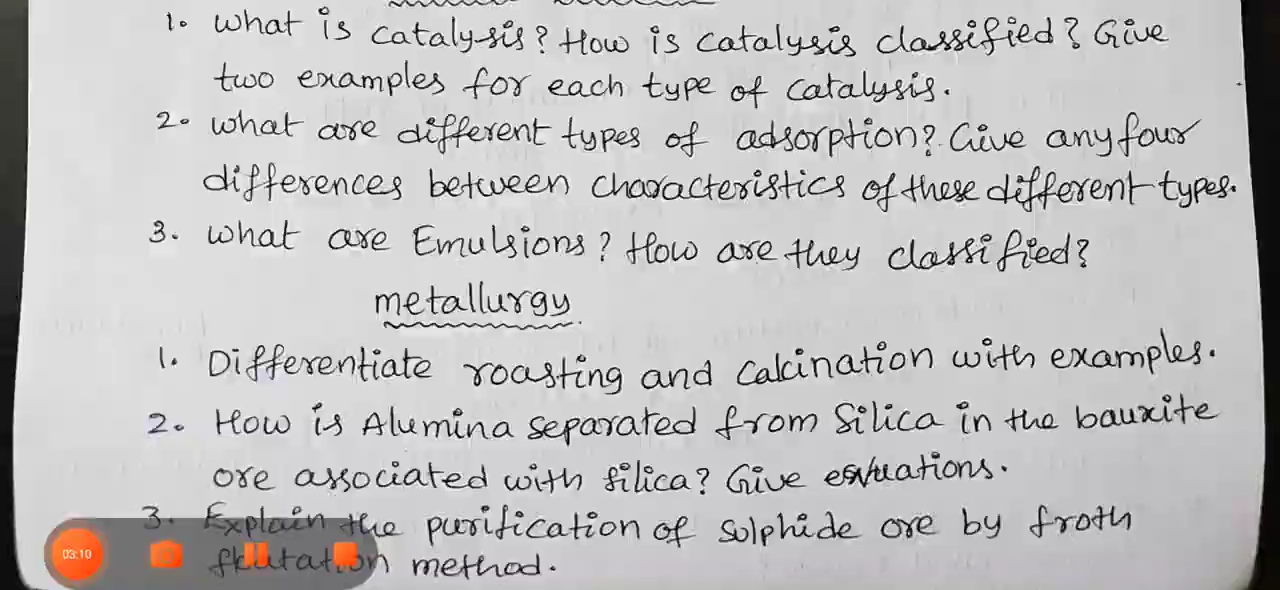 1. What is catalysis? How is catalysis classified? Give
two examples for each type of catalysis.
2. What are different types of adsorption? Give any four
differences between characteristics of these different types.
3. What are Emulsions? How are they classified?
metallurgy
1. Differentiate roasting and calcination with examples.
2. How is Alumina separated from Silica in the bauxite
ore associated with silica? Give equations.
3. Explain the purification of sulphide ore by froth
flotation method.
03:10